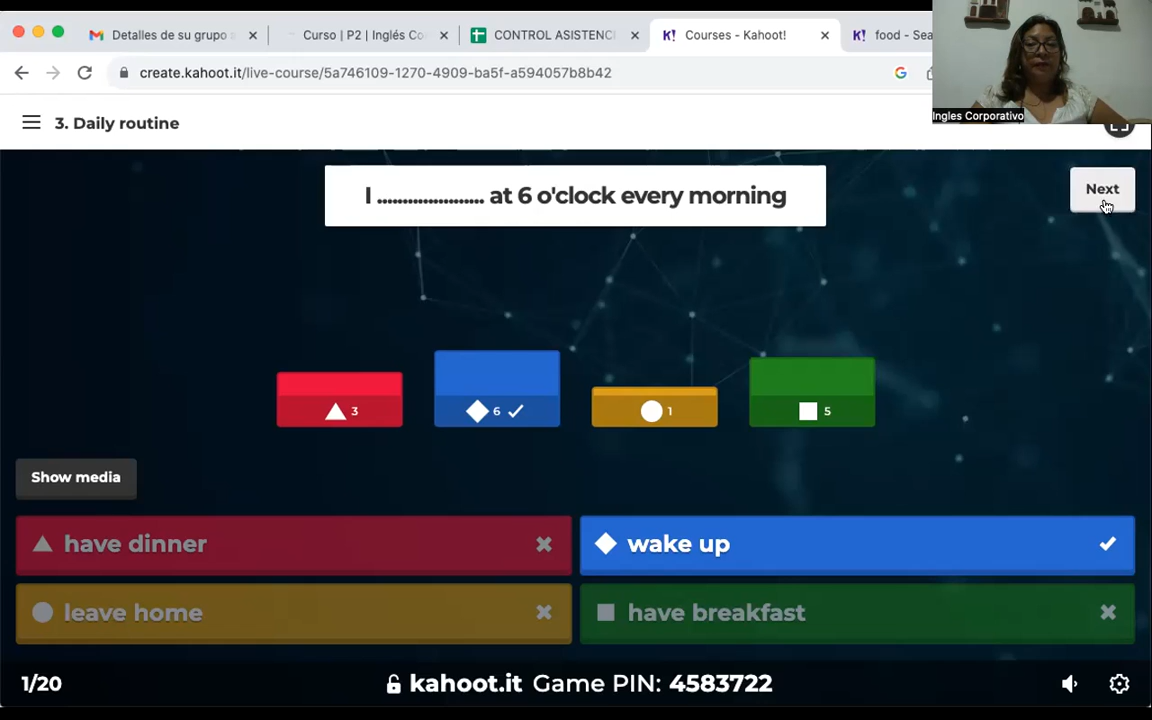 Detalles de su grupo
Curso | P2 | Inglés Co
CONTROL ASISTENCI
K! Courses - Kahoot!
K! food - Sea
create.kahoot.it/live-course/5a746109-1270-4909-ba5f-a594057b8b42
G
Ingles Corporativo
3. Daily routine
I ..................... at 6 o'clock every morning
Next
3
6
1
5
Show media
have dinner
wake up
leave home
have breakfast
1/20
kahoot.it Game PIN: 4583722